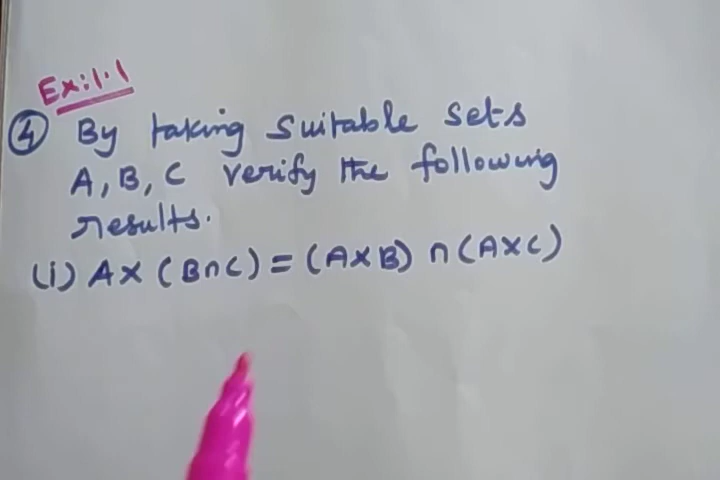 Ex:1.1
④ By taking suitable sets
A, B, C verify the following
results.
(i) A × (B∩C) = (A×B) ∩ (A×C)